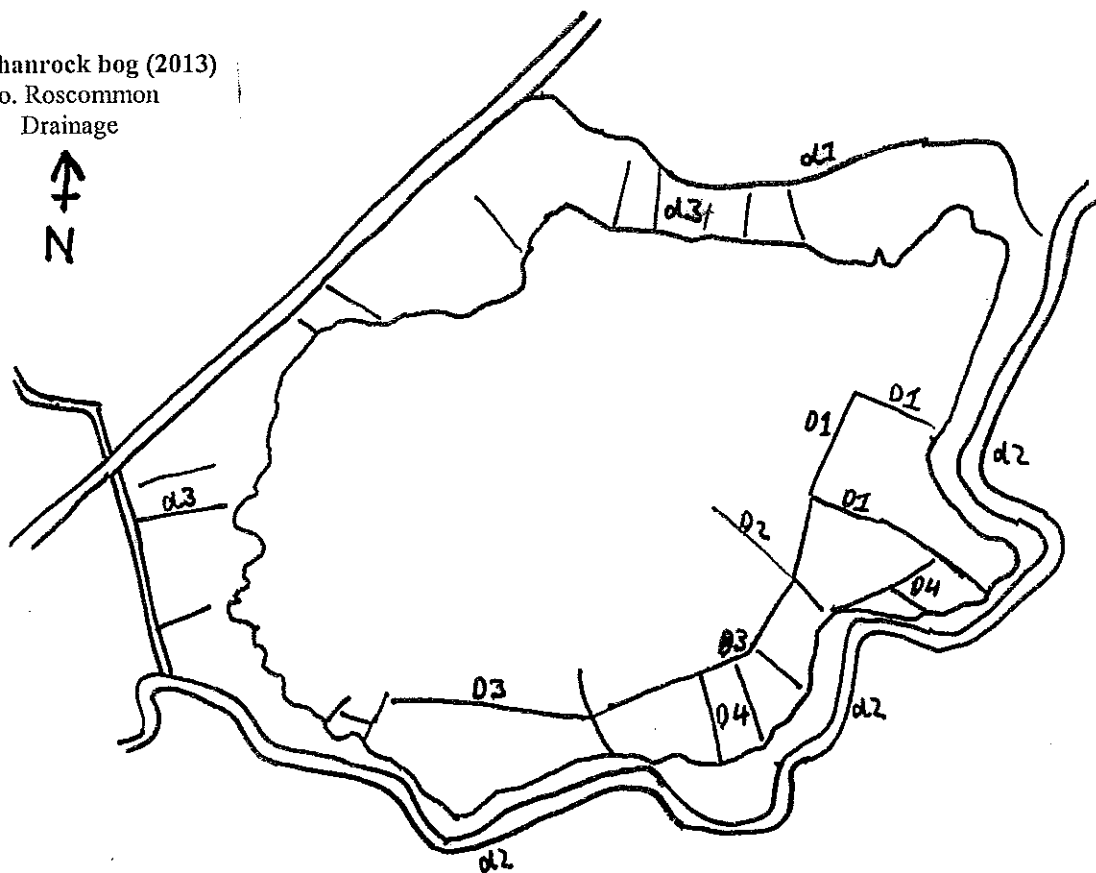 hanrock bog (2013)
o. Roscommon
Drainage
N
d1
d3
D1
D1
d2
D1
d3
D2
D4
D3
D3
D4
d2
d2